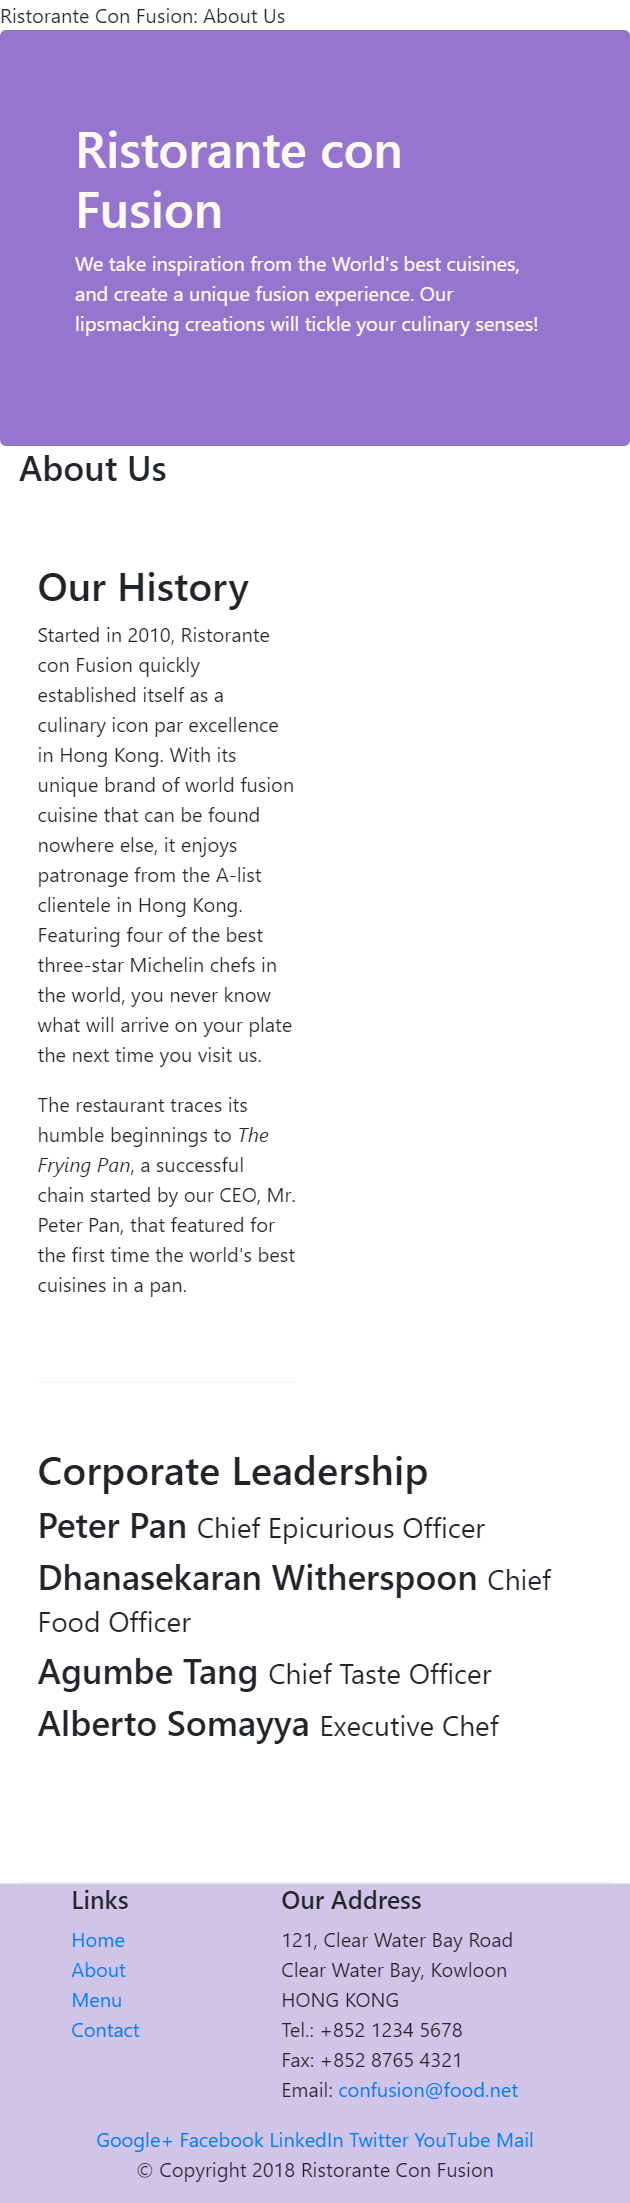 Ristorante Con Fusion: About Us
Ristorante con
Fusion
We take inspiration from the World's best cuisines,
and create a unique fusion experience. Our
lipsmacking creations will tickle your culinary senses!
About Us
Our History
Started in 2010, Ristorante
con Fusion quickly
established itself as a
culinary icon par excellence
in Hong Kong. With its
unique brand of world fusion
cuisine that can be found
nowhere else, it enjoys
patronage from the A-list
clientele in Hong Kong.
Featuring four of the best
three-star Michelin chefs in
the world, you never know
what will arrive on your plate
the next time you visit us.
The restaurant traces its
humble beginnings to The
Frying Pan, a successful
chain started by our CEO, Mr.
Peter Pan, that featured for
the first time the world's best
cuisines in a pan.
Corporate Leadership
Peter Pan Chief Epicurious Officer
Dhanasekaran Witherspoon Chief
Food Officer
Agumbe Tang Chief Taste Officer
Alberto Somayya Executive Chef
Links
Home
About
Menu
Contact
Our Address
121, Clear Water Bay Road
Clear Water Bay, Kowloon
HONG KONG
Tel.: +852 1234 5678
Fax: +852 8765 4321
Email: confusion@food.net
Google+ Facebook LinkedIn Twitter YouTube Mail
© Copyright 2018 Ristorante Con Fusion